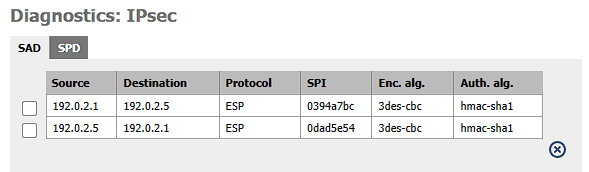 Diagnostics: IPsec
SAD SPD
Source Destination Protocol SPI Enc. alg. Auth. alg.
192.0.2.1 192.0.2.5 ESP 0394a7bc 3des-cbc hmac-sha1
192.0.2.5 192.0.2.1 ESP 0dad5e54 3des-cbc hmac-sha1